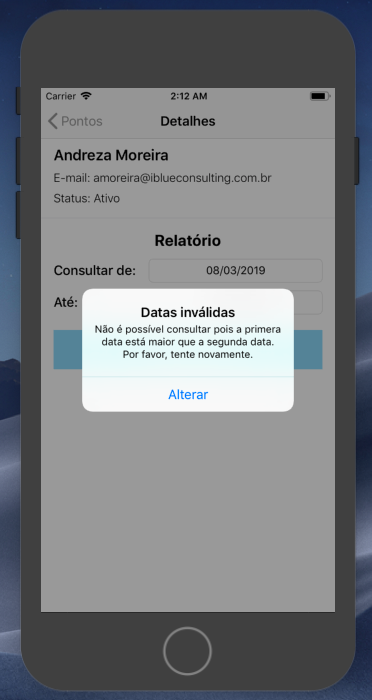 Carrier 2:12 AM
Pontos Detalhes
Andreza Moreira
E-mail: amoreira@iblueconsulting.com.br
Status: Ativo
Relatório
Consultar de: 08/03/2019
Até:
Datas inválidas
Não é possível consultar pois a primeira
data está maior que a segunda data.
Por favor, tente novamente.
Alterar